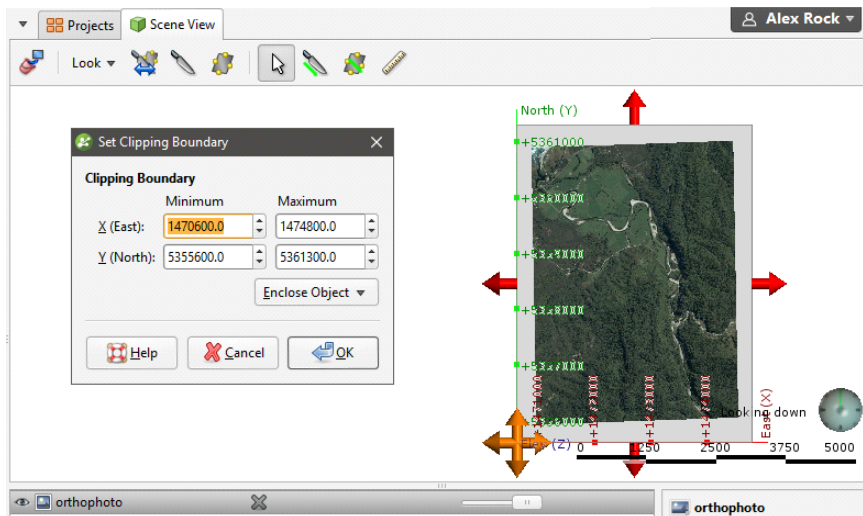 Projects
Scene View
Alex Rock
Look
Set Clipping Boundary
Clipping Boundary
Minimum Maximum
X (East): 1470600.0 1474800.0
Y (North): 5355600.0 5361300.0
Enclose Object
Help
Cancel
OK
North (Y)
+5361000
Looking down
East (X)
(Z)
0 1250 2500 3750 5000
orthophoto
orthophoto